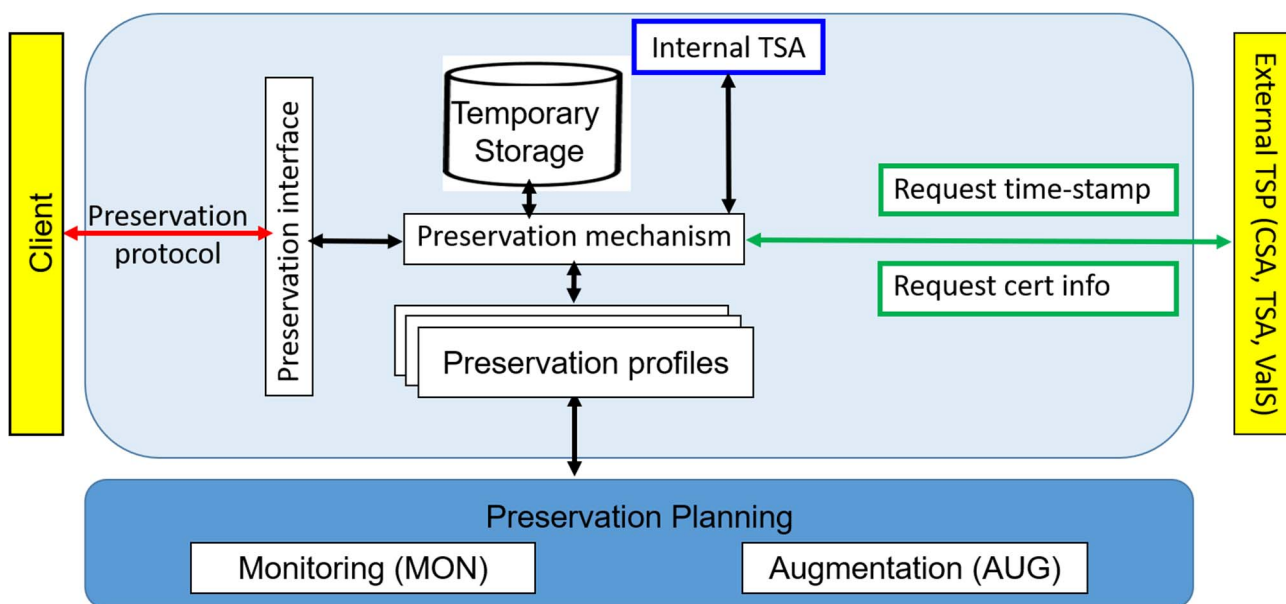 Client
Preservation
protocol
Preservation interface
Temporary
Storage
Internal TSA
Preservation mechanism
Request time-stamp
Request cert info
Preservation profiles
External TSP (CSA, TSA, ValS)
Preservation Planning
Monitoring (MON)
Augmentation (AUG)